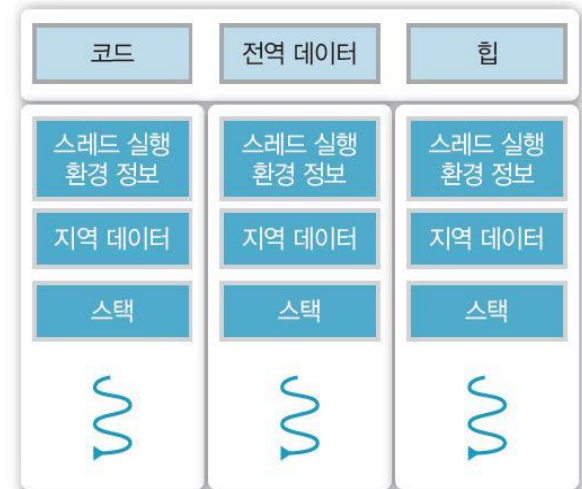 코드
전역 데이터
힙
스레드 실행
환경 정보
스레드 실행
환경 정보
스레드 실행
환경 정보
지역 데이터
지역 데이터
지역 데이터
스택
스택
스택